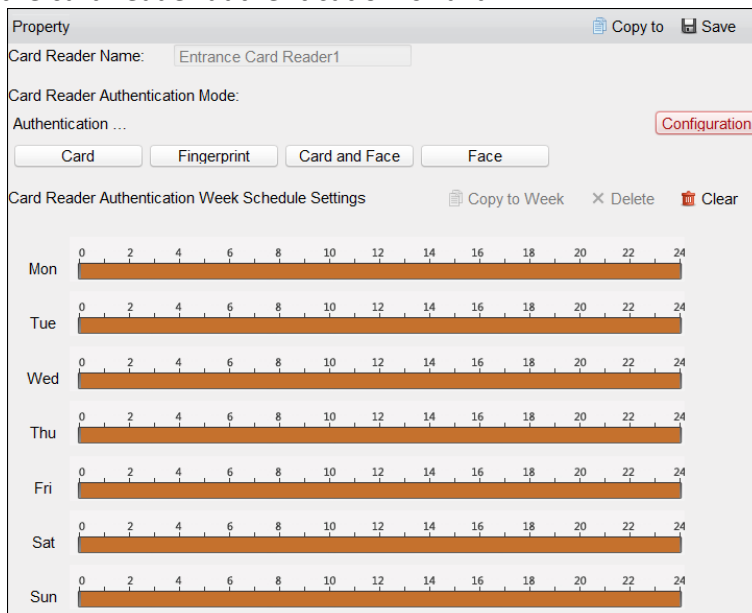 Property Copy to Save
Card Reader Name: Entrance Card Reader1
Card Reader Authentication Mode:
Authentication ... Configuration
Card Fingerprint Card and Face Face
Card Reader Authentication Week Schedule Settings Copy to Week Delete Clear
0 2 4 6 8 10 12 14 16 18 20 22 24
Mon
0 2 4 6 8 10 12 14 16 18 20 22 24
Tue
0 2 4 6 8 10 12 14 16 18 20 22 24
Wed
0 2 4 6 8 10 12 14 16 18 20 22 24
Thu
0 2 4 6 8 10 12 14 16 18 20 22 24
Fri
0 2 4 6 8 10 12 14 16 18 20 22 24
Sat
0 2 4 6 8 10 12 14 16 18 20 22 24
Sun